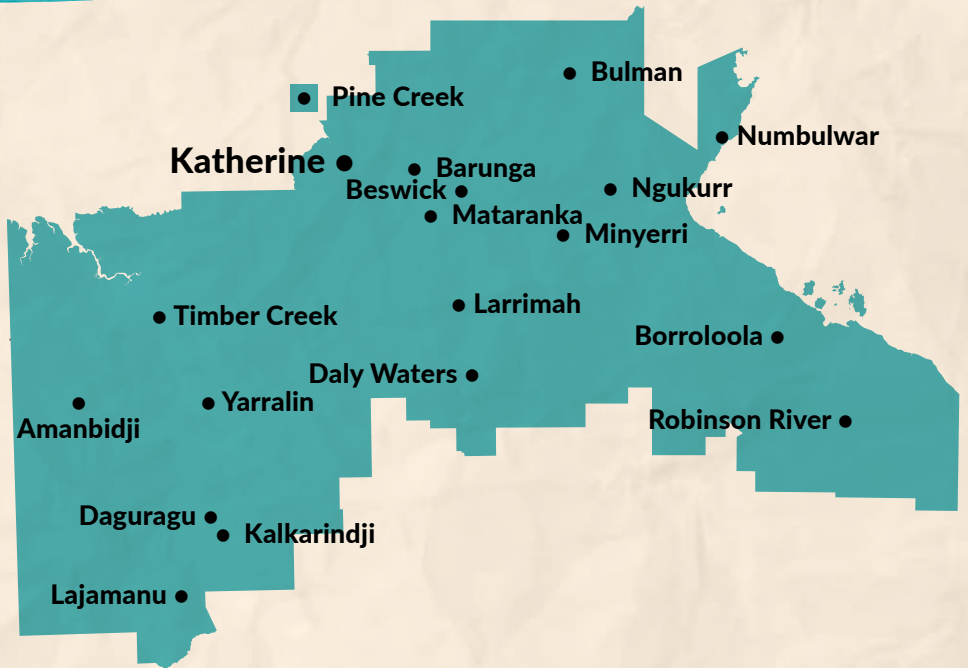 Bulman
Pine Creek
Numbulwar
Katherine
Barunga
Beswick
Ngukurr
Mataranka
Minyerri
Larrimah
Timber Creek
Borroloola
Daly Waters
Yarralin
Robinson River
Amanbidji
Daguragu
Kalkarindji
Lajamanu